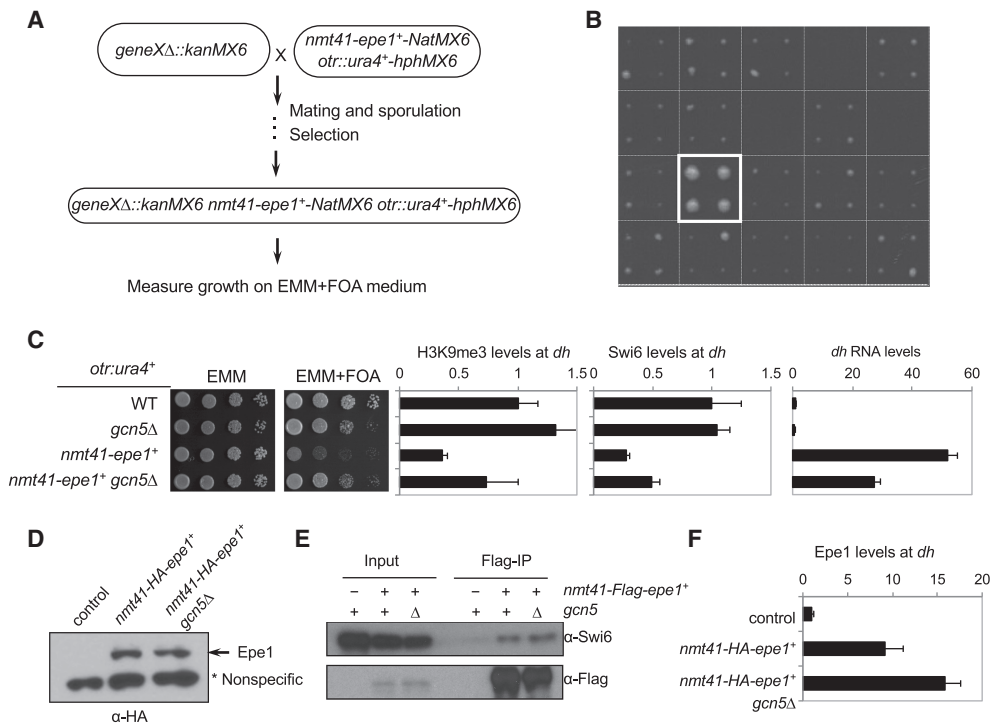 A
geneXΔ::kanMX6
X
nmt41-epe1⁺-NatMX6
otr::ura4⁺-hphMX6
Mating and sporulation
Selection
geneXΔ::kanMX6 nmt41-epe1⁺-NatMX6 otr::ura4⁺-hphMX6
Measure growth on EMM+FOA medium
B
C
otr:ura4⁺
EMM
EMM+FOA
H3K9me3 levels at dh
0 0.5 1 1.5
Swi6 levels at dh
0 0.5 1 1.5
dh RNA levels
0 20 40 60
WT
gcn5Δ
nmt41-epe1⁺
nmt41-epe1⁺ gcn5Δ
D
control
nmt41-HA-epe1⁺
nmt41-HA-epe1⁺
gcn5Δ
Epe1
* Nonspecific
α-HA
E
Input
Flag-IP
− + + − + + nmt41-Flag-epe1⁺
+ + Δ + + Δ gcn5
α-Swi6
α-Flag
F
Epe1 levels at dh
0 5 10 15 20
control
nmt41-HA-epe1⁺
nmt41-HA-epe1⁺
gcn5Δ